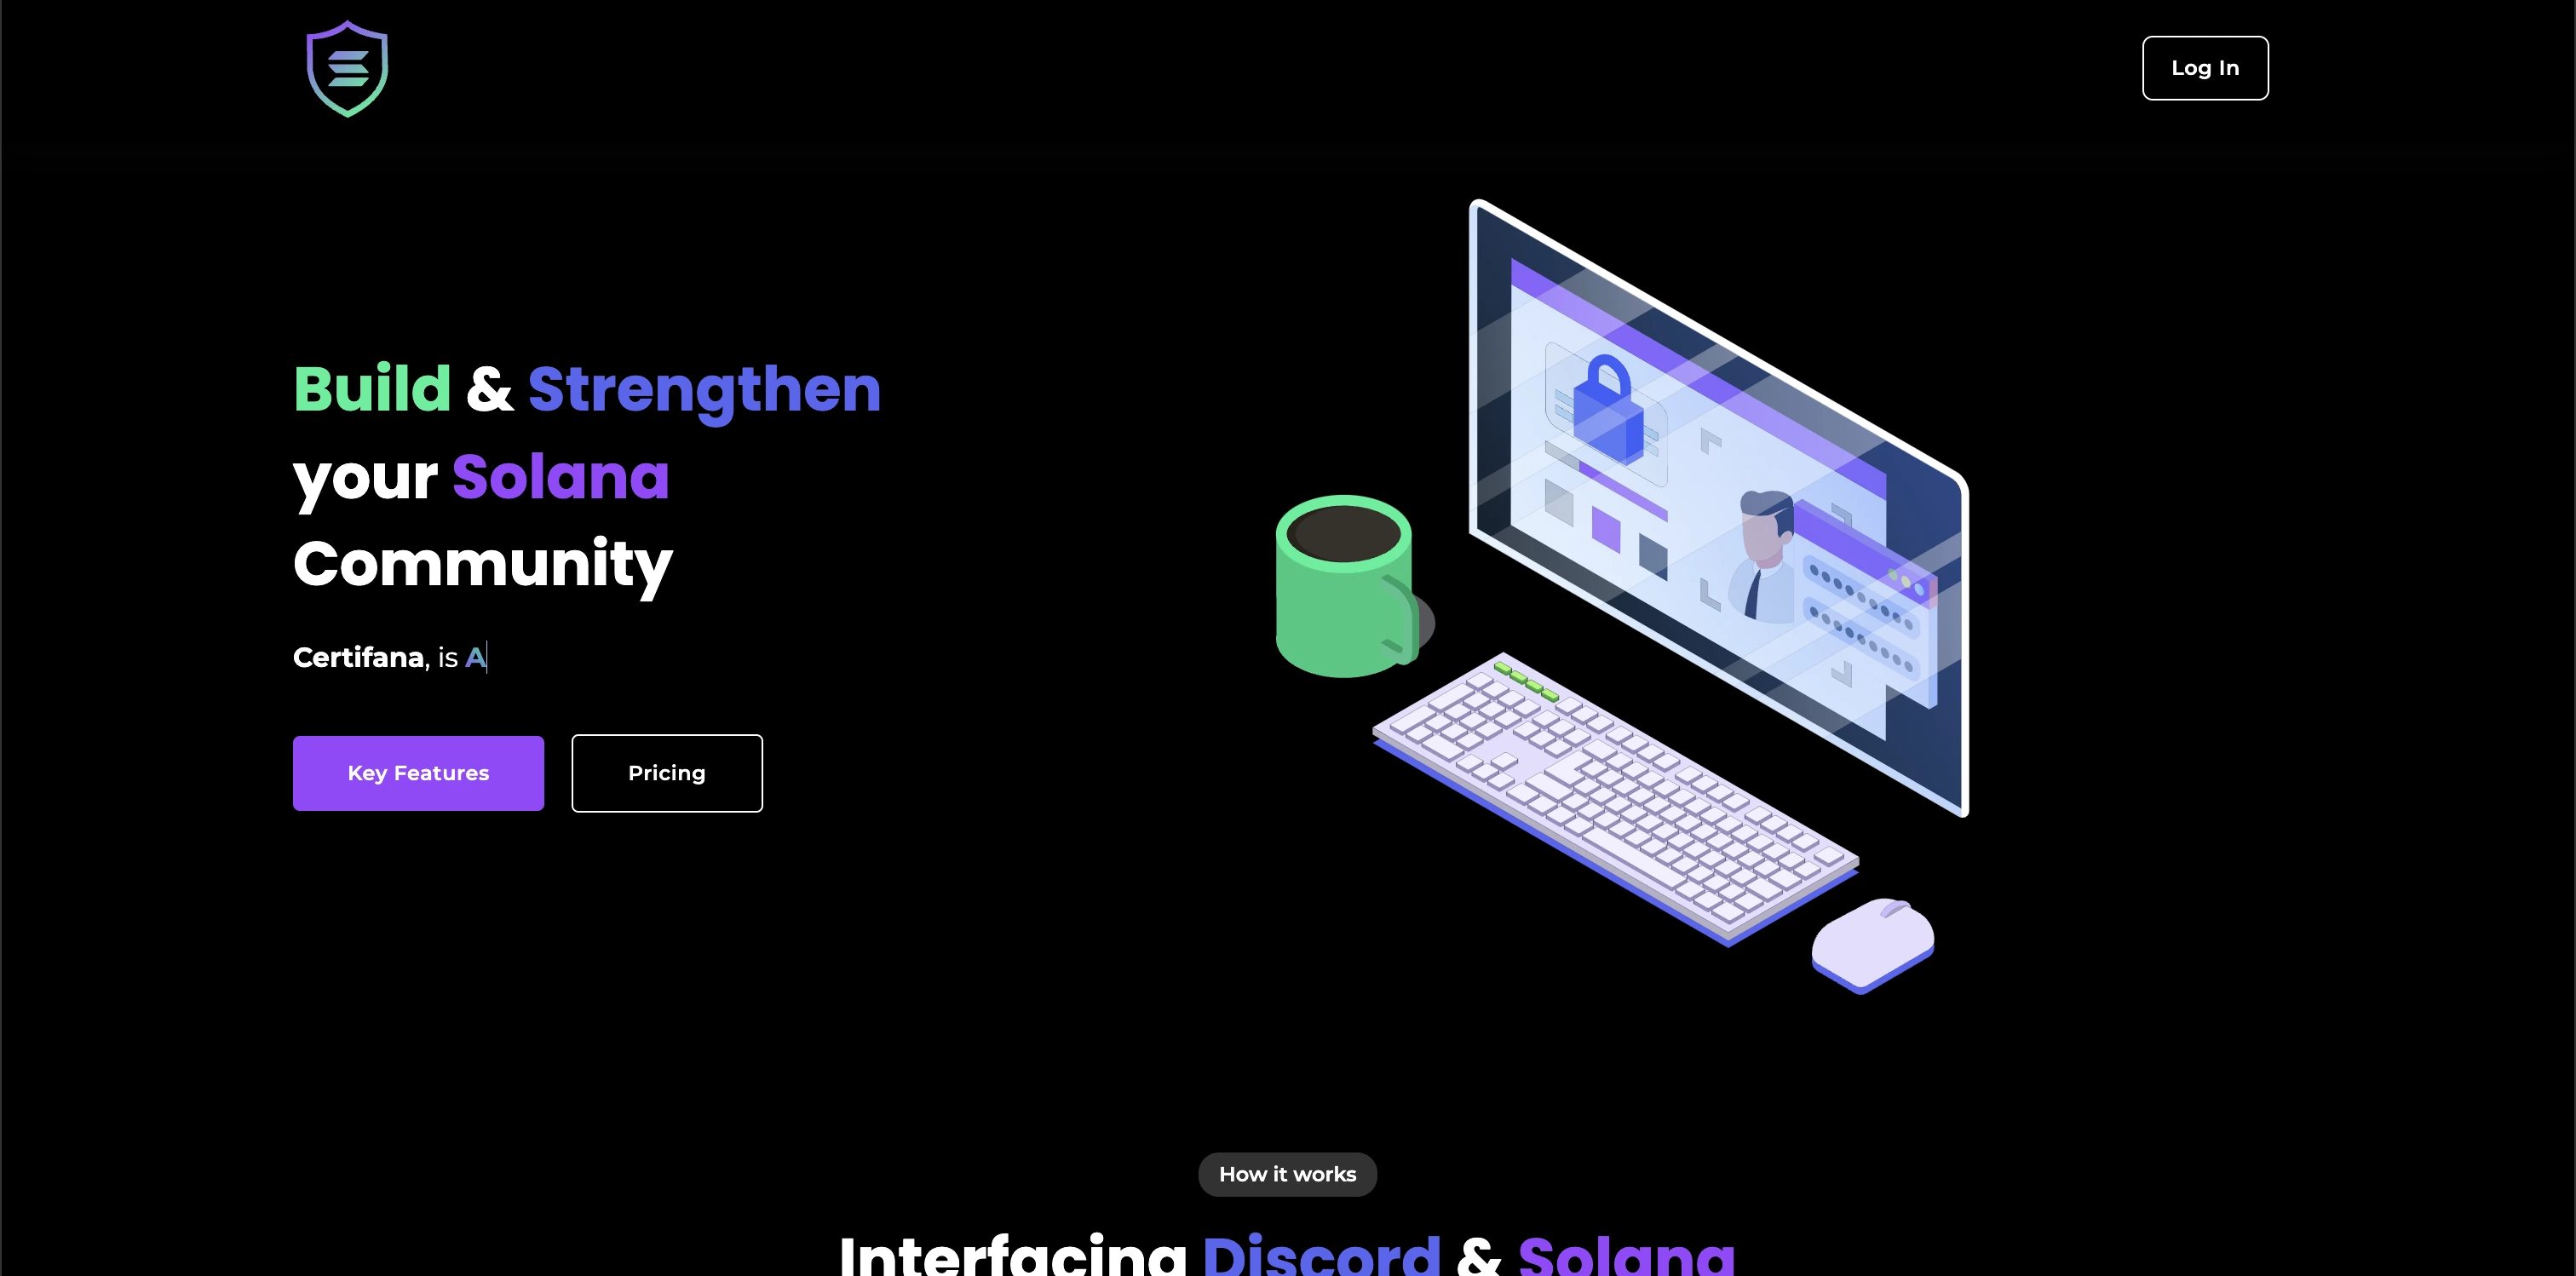 Log In
Build & Strengthen
your Solana
Community
Certifana, is A
Key Features
Pricing
How it works
Interfacing Discord & Solana